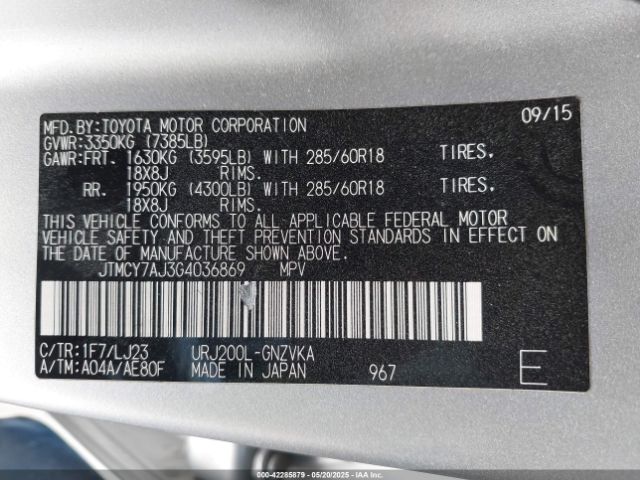 MFD.BY:TOYOTA MOTOR CORPORATION 09/15
GVWR:3350KG (7385LB)
GAWR:FRT. 1630KG (3595LB) WITH 285/60R18 TIRES.
18X8J RIMS.
RR. 1950KG (4300LB) WITH 285/60R18 TIRES.
18X8J RIMS.
THIS VEHICLE CONFORMS TO ALL APPLICABLE FEDERAL MOTOR
VEHICLE SAFETY AND THEFT PREVENTION STANDARDS IN EFFECT ON
THE DATE OF MANUFACTURE SHOWN ABOVE.
JTMCY7AJ3G4036869 MPV
C/TR:1F7/LJ23 URJ200L-GNZVKA
A/TM:A04A/AE80F MADE IN JAPAN 967 E
000-42285879 - 05/20/2025 - IAA Inc.